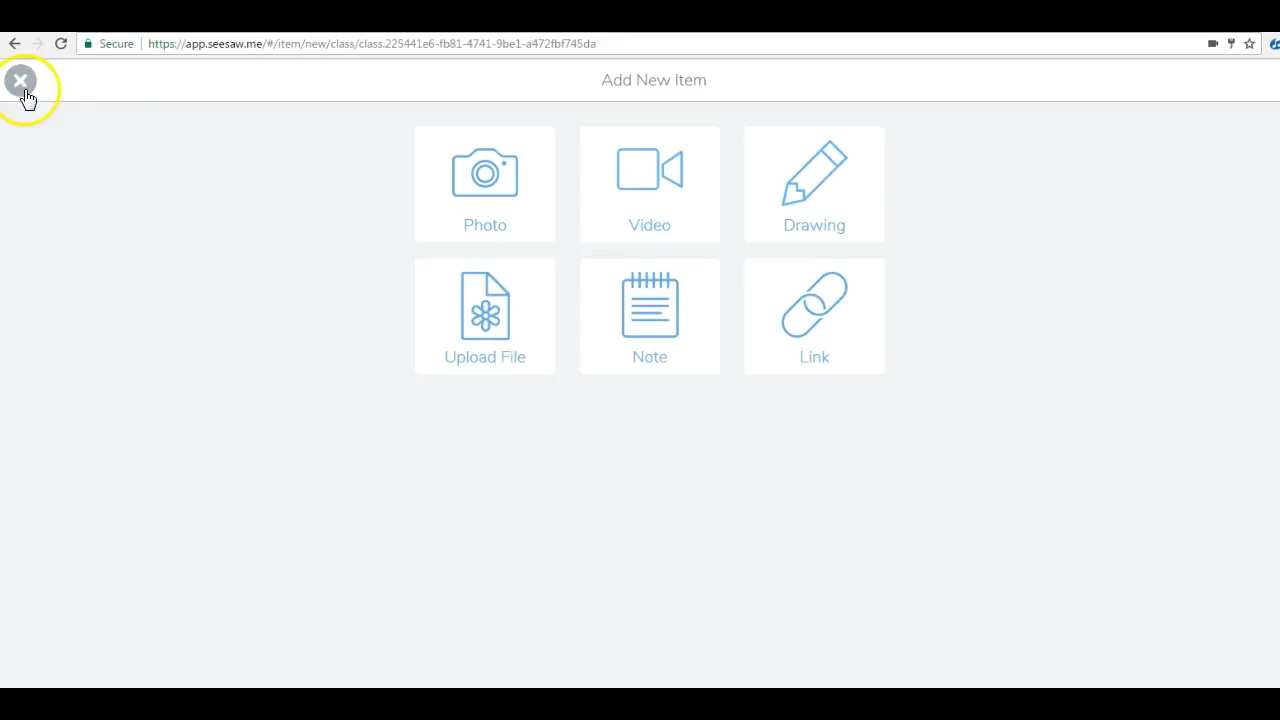 Secure https://app.seesaw.me/#/item/new/class/class.225441e6-fb81-4741-9be1-a472fbf745da
Add New Item
Photo Video Drawing
Upload File Note Link